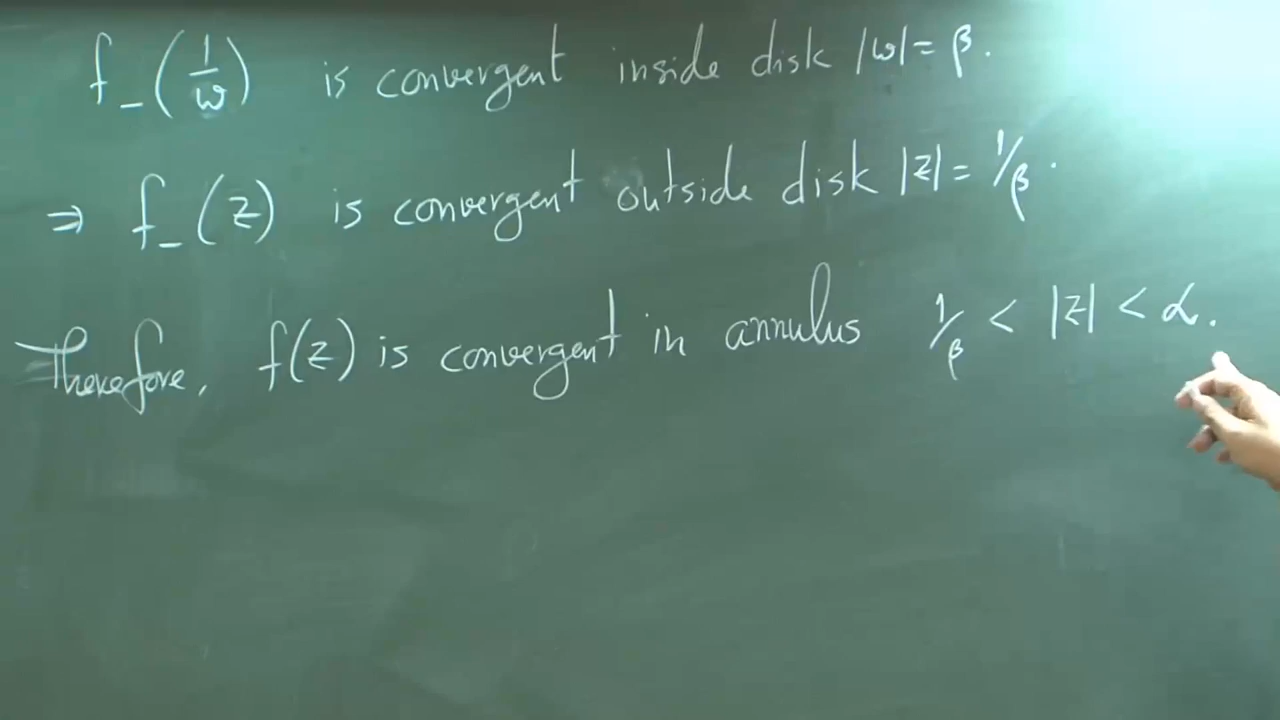 f_-(1/w) is convergent inside disk |w| = β.
⇒ f_-(z) is convergent outside disk |z| = 1/β.
Therefore, f(z) is convergent in annulus 1/β < |z| < α.